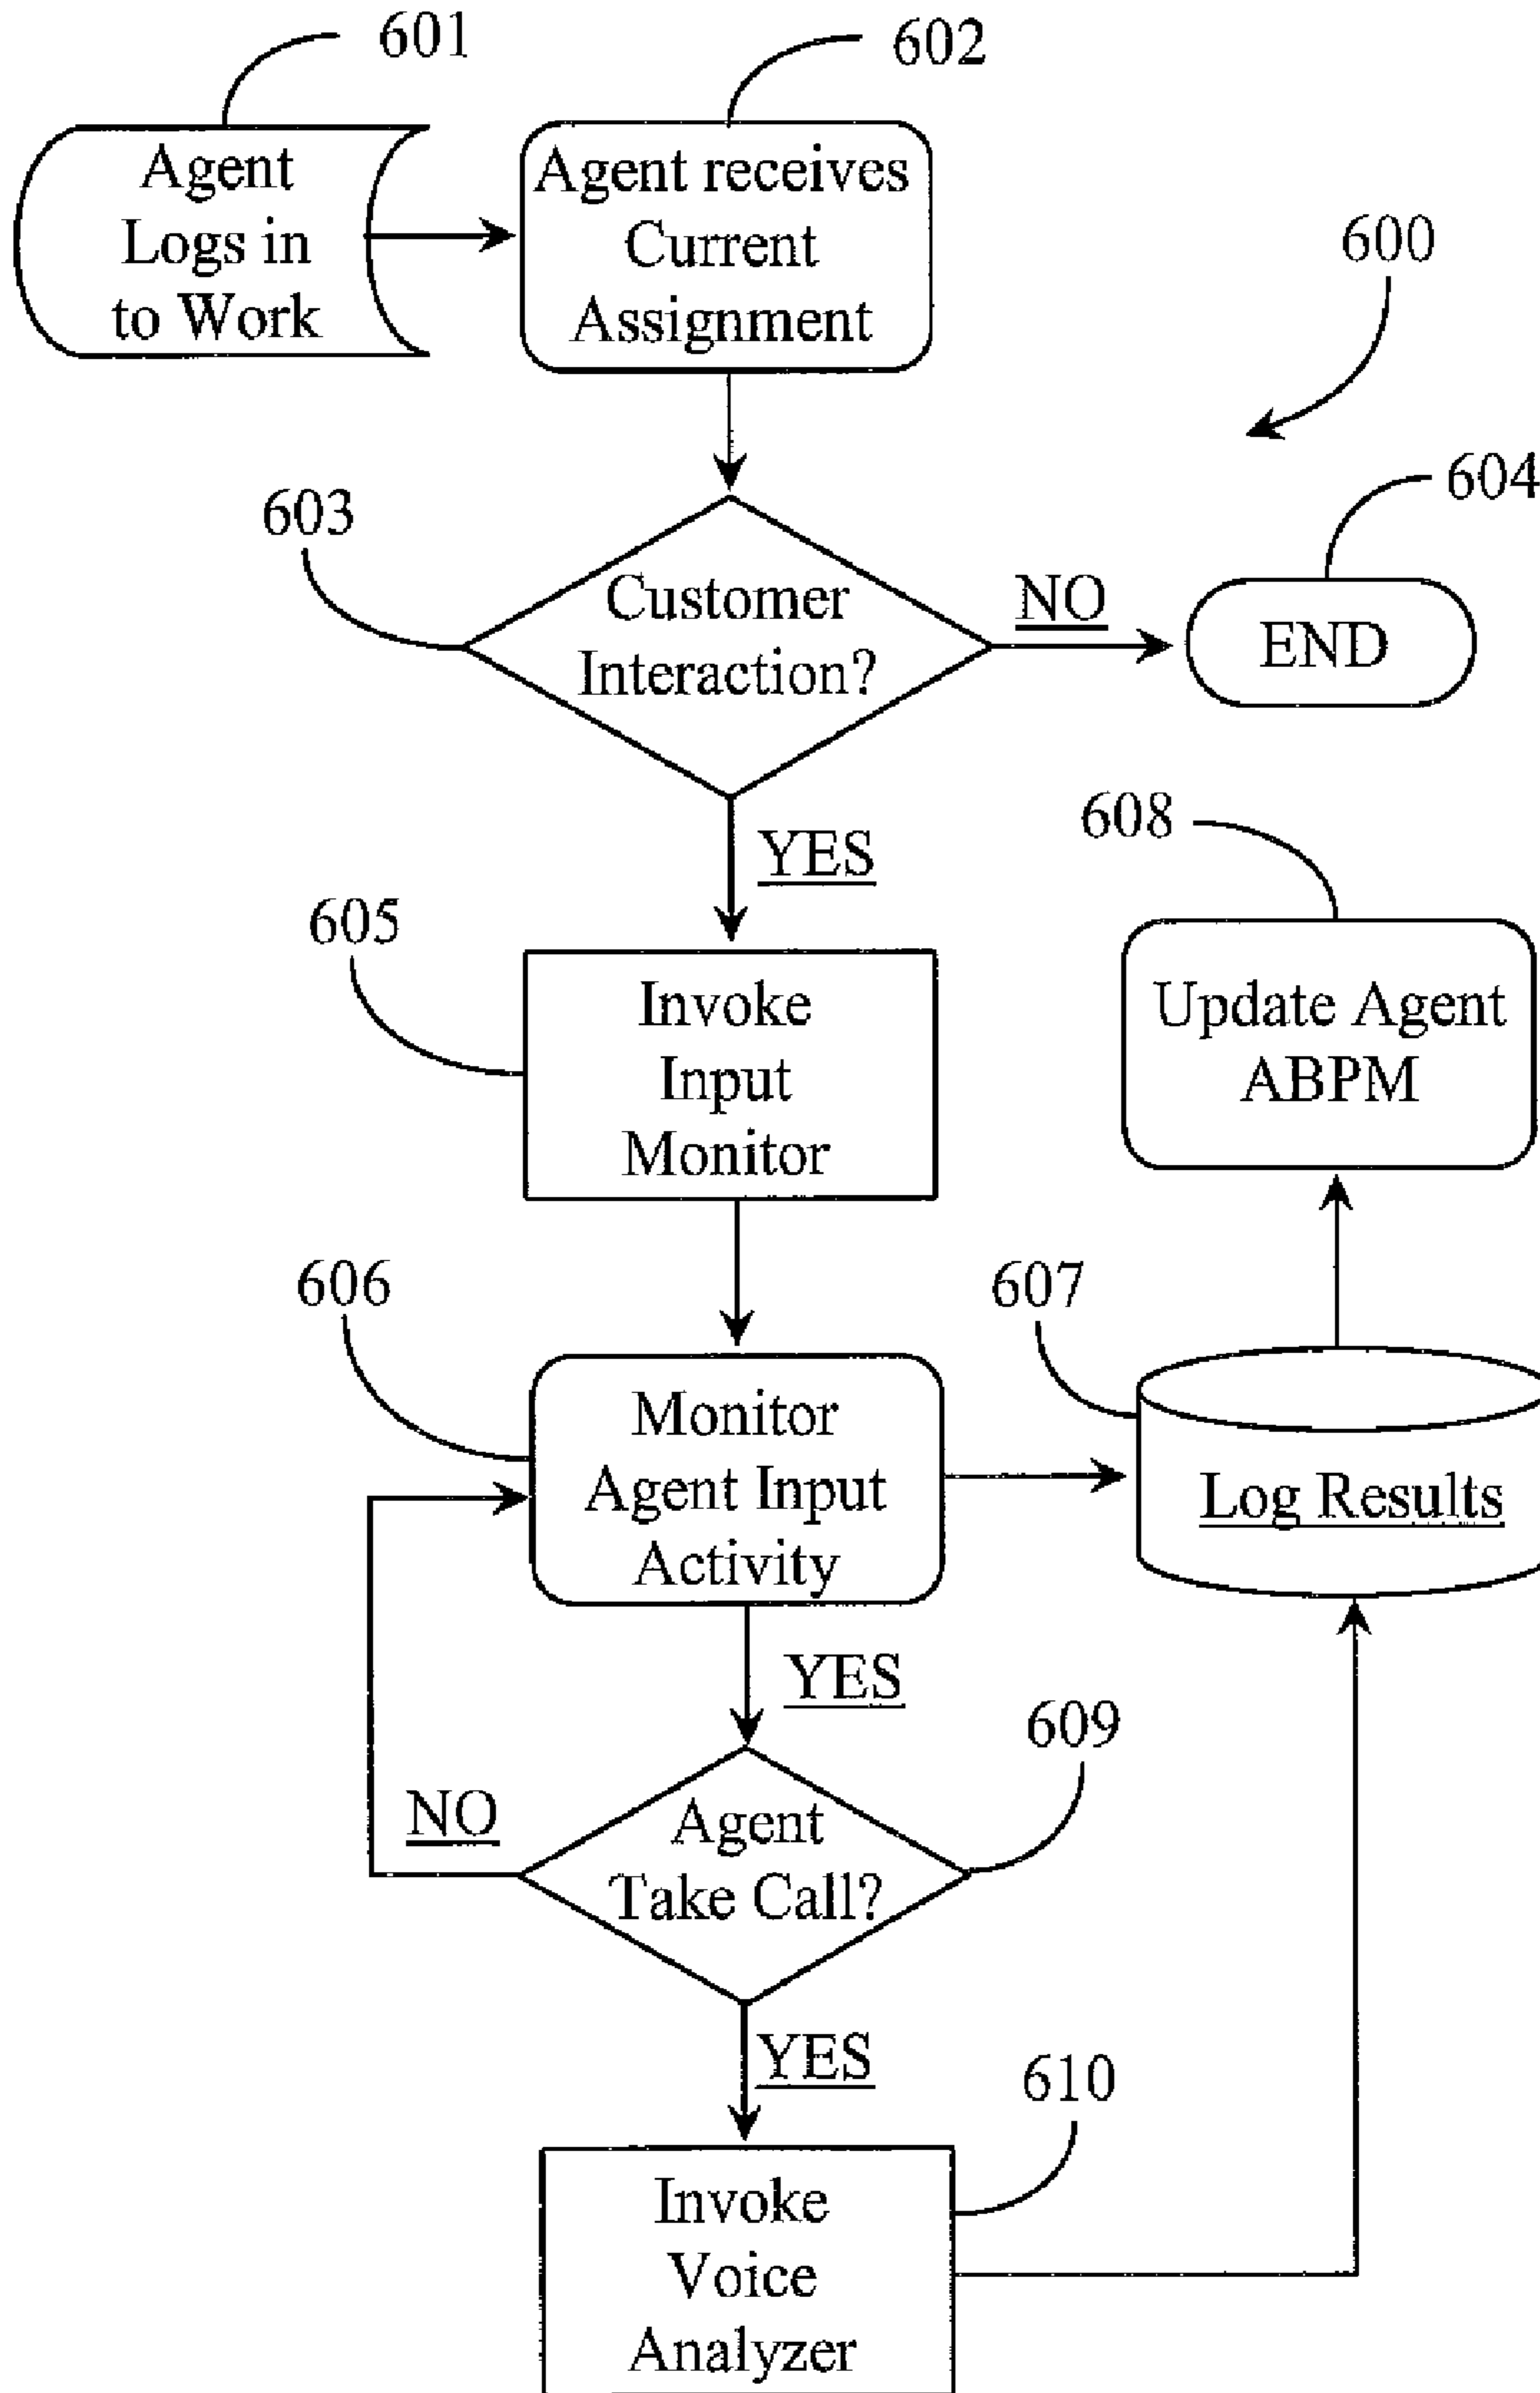 601
602
Agent
Logs in
to Work
Agent receives
Current
Assignment
600
603
604
Customer
Interaction?
NO
END
YES
608
605
Invoke
Input
Monitor
Update Agent
ABPM
606
607
Monitor
Agent Input
Activity
Log Results
YES
609
NO
Agent
Take Call?
YES
610
Invoke
Voice
Analyzer